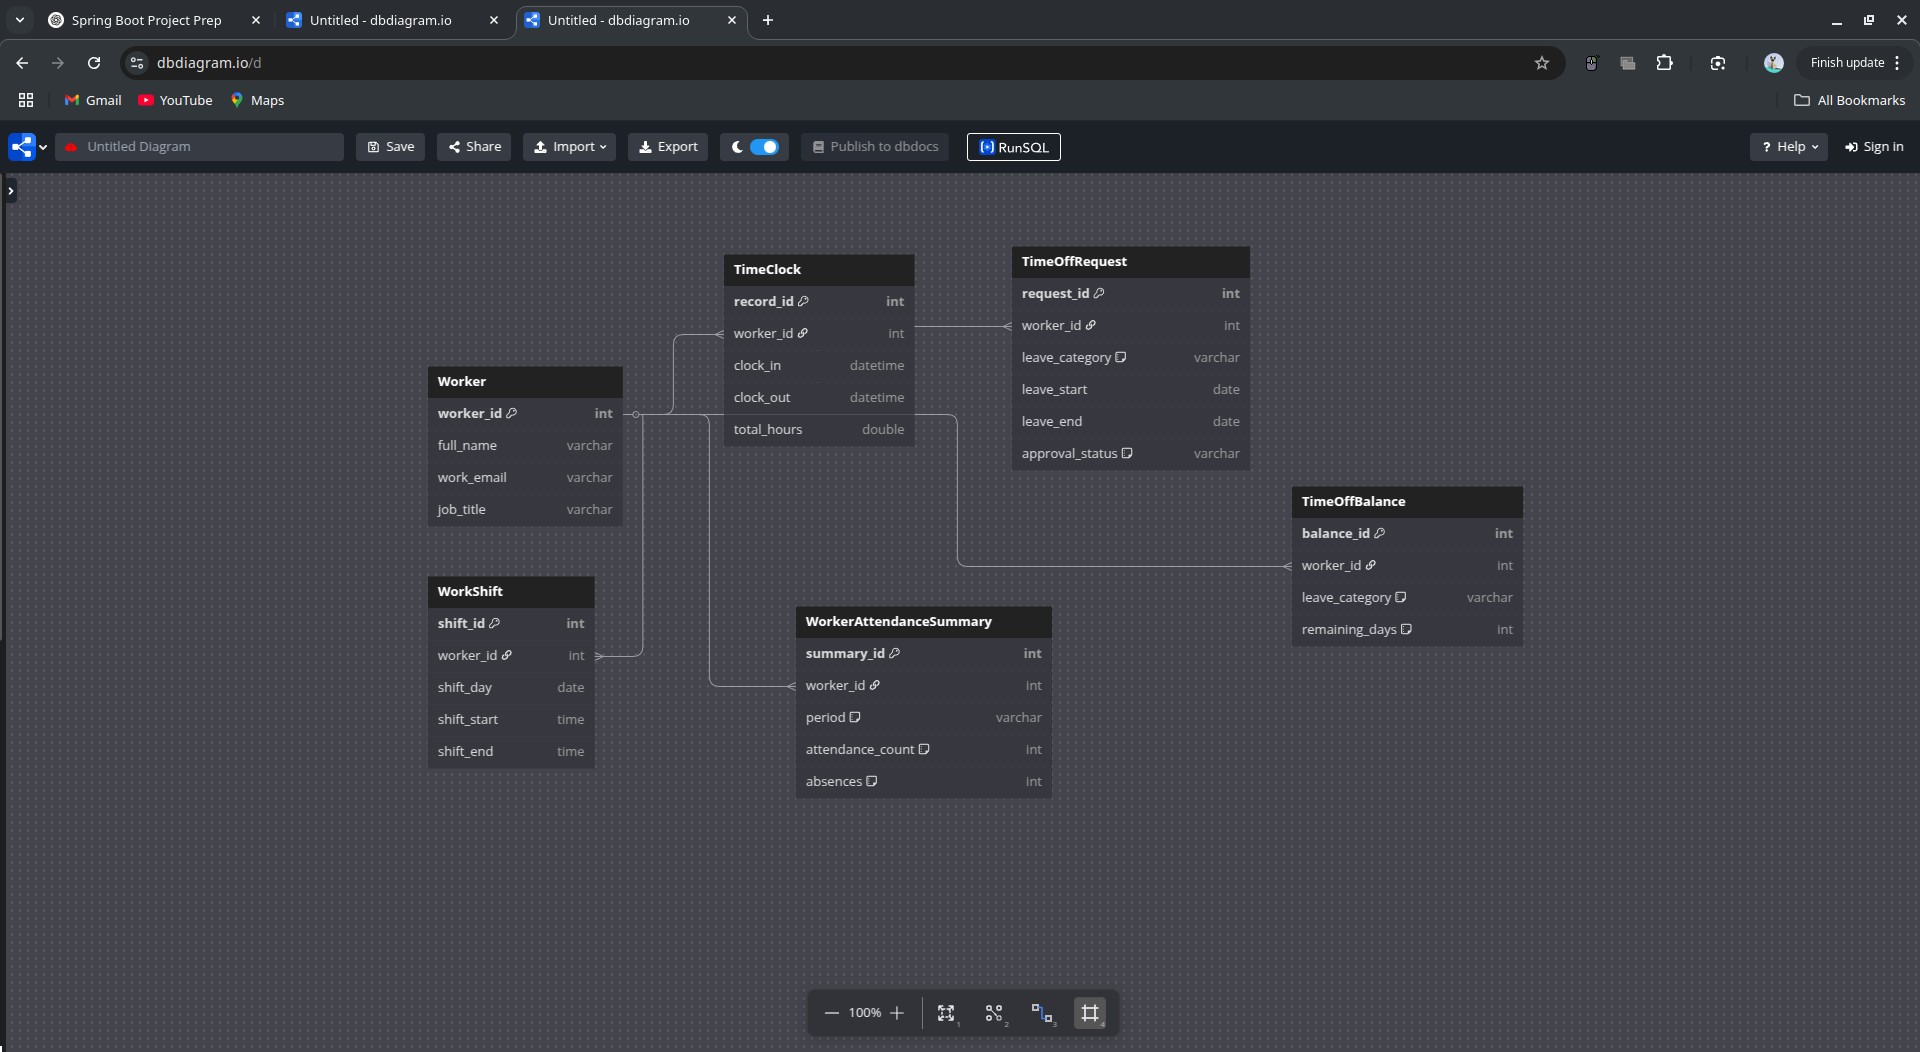 Spring Boot Project Prep
Untitled - dbdiagram.io
Untitled - dbdiagram.io
dbdiagram.io/d
Finish update
Gmail
YouTube
Maps
All Bookmarks
Untitled Diagram
Save
Share
Import
Export
Publish to dbdocs
RunSQL
? Help
Sign in
TimeClock
record_id int
worker_id int
clock_in datetime
clock_out datetime
total_hours double
TimeOffRequest
request_id int
worker_id int
leave_category varchar
leave_start date
leave_end date
approval_status varchar
Worker
worker_id int
full_name varchar
work_email varchar
job_title varchar
TimeOffBalance
balance_id int
worker_id int
leave_category varchar
remaining_days int
WorkShift
shift_id int
worker_id int
shift_day date
shift_start time
shift_end time
WorkerAttendanceSummary
summary_id int
worker_id int
period varchar
attendance_count int
absences int
100%
1
2
3
4